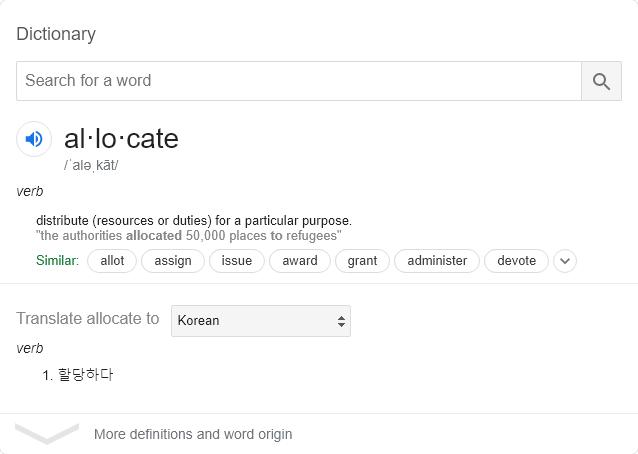 Dictionary
Search for a word
al·lo·cate
/ˈaləˌkāt/
verb
distribute (resources or duties) for a particular purpose.
"the authorities allocated 50,000 places to refugees"
Similar: allot assign issue award grant administer devote
Translate allocate to Korean
verb
1. 할당하다
More definitions and word origin